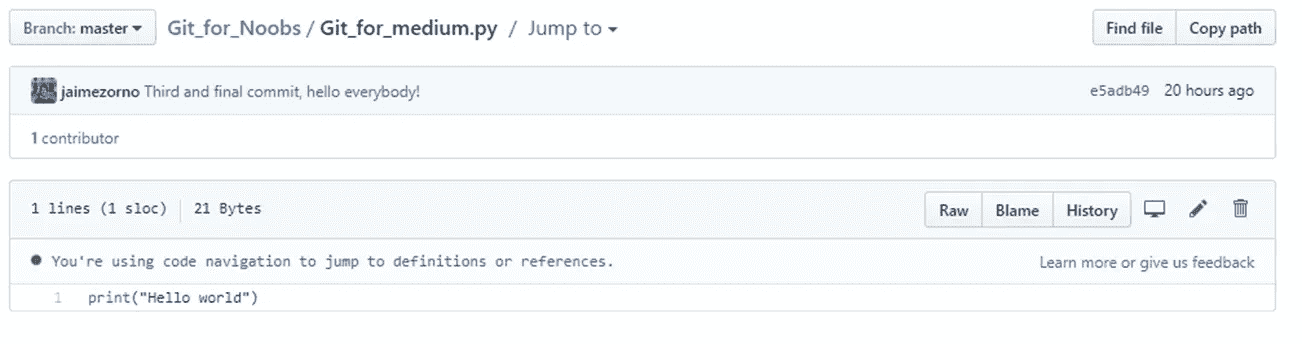 Branch: master Git_for_Noobs / Git_for_medium.py / Jump to Find file Copy path
jaimezorno Third and final commit, hello everybody! e5adb49 20 hours ago
1 contributor
1 lines (1 sloc) 21 Bytes Raw Blame History
You're using code navigation to jump to definitions or references. Learn more or give us feedback
1 print("Hello world")